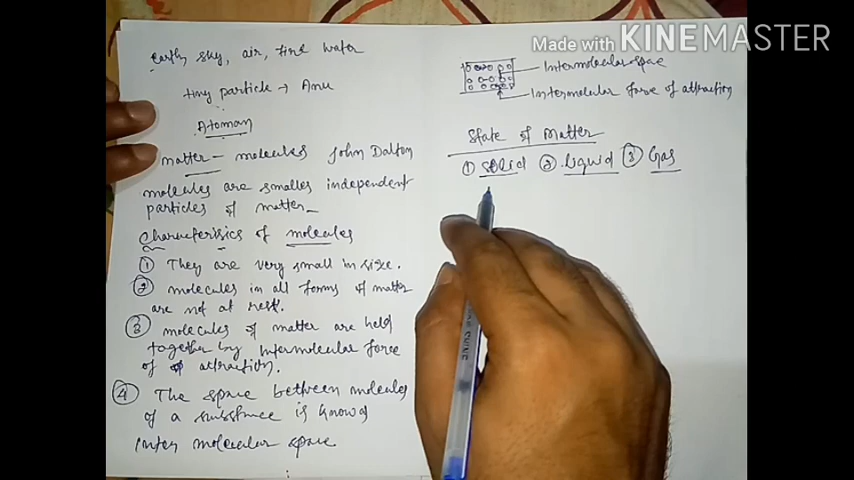 Made with KINEMASTER
earth, sky, air, fire water
tiny particle → Anu
Atoman
matter - molecules John Dalton
molecules are smalles independent
particles of matter_
Characterisics of molecules
① They are very small in size.
② molecules in all forms of matter
are not at rest.
③ molecules of matter are held
together by Intermolecular force
of attraction.
④ The space between molecules
of a substance is known
Inter molecular space
Intermolecular space
Intermolecular force of attraction
State of Matter
① Solid ② Liquid ③ Gas